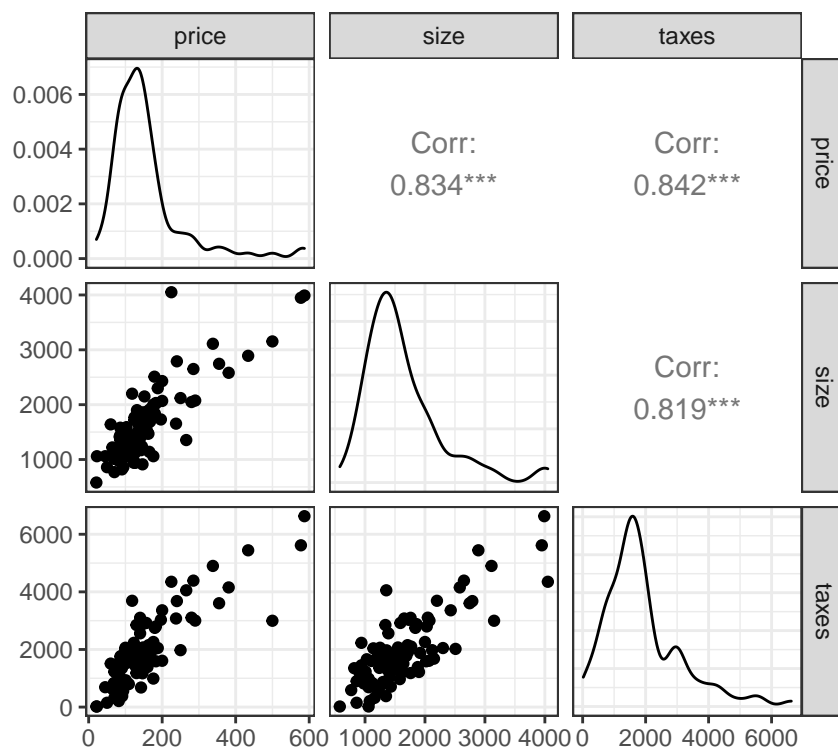 price size taxes
0.006
0.004
0.002
0.000
Corr:
0.834***
Corr:
0.842***
price
4000
3000
2000
1000
Corr:
0.819***
size
6000
4000
2000
0
taxes
0 200 400 600
1000 2000 3000 4000
0 2000 4000 6000